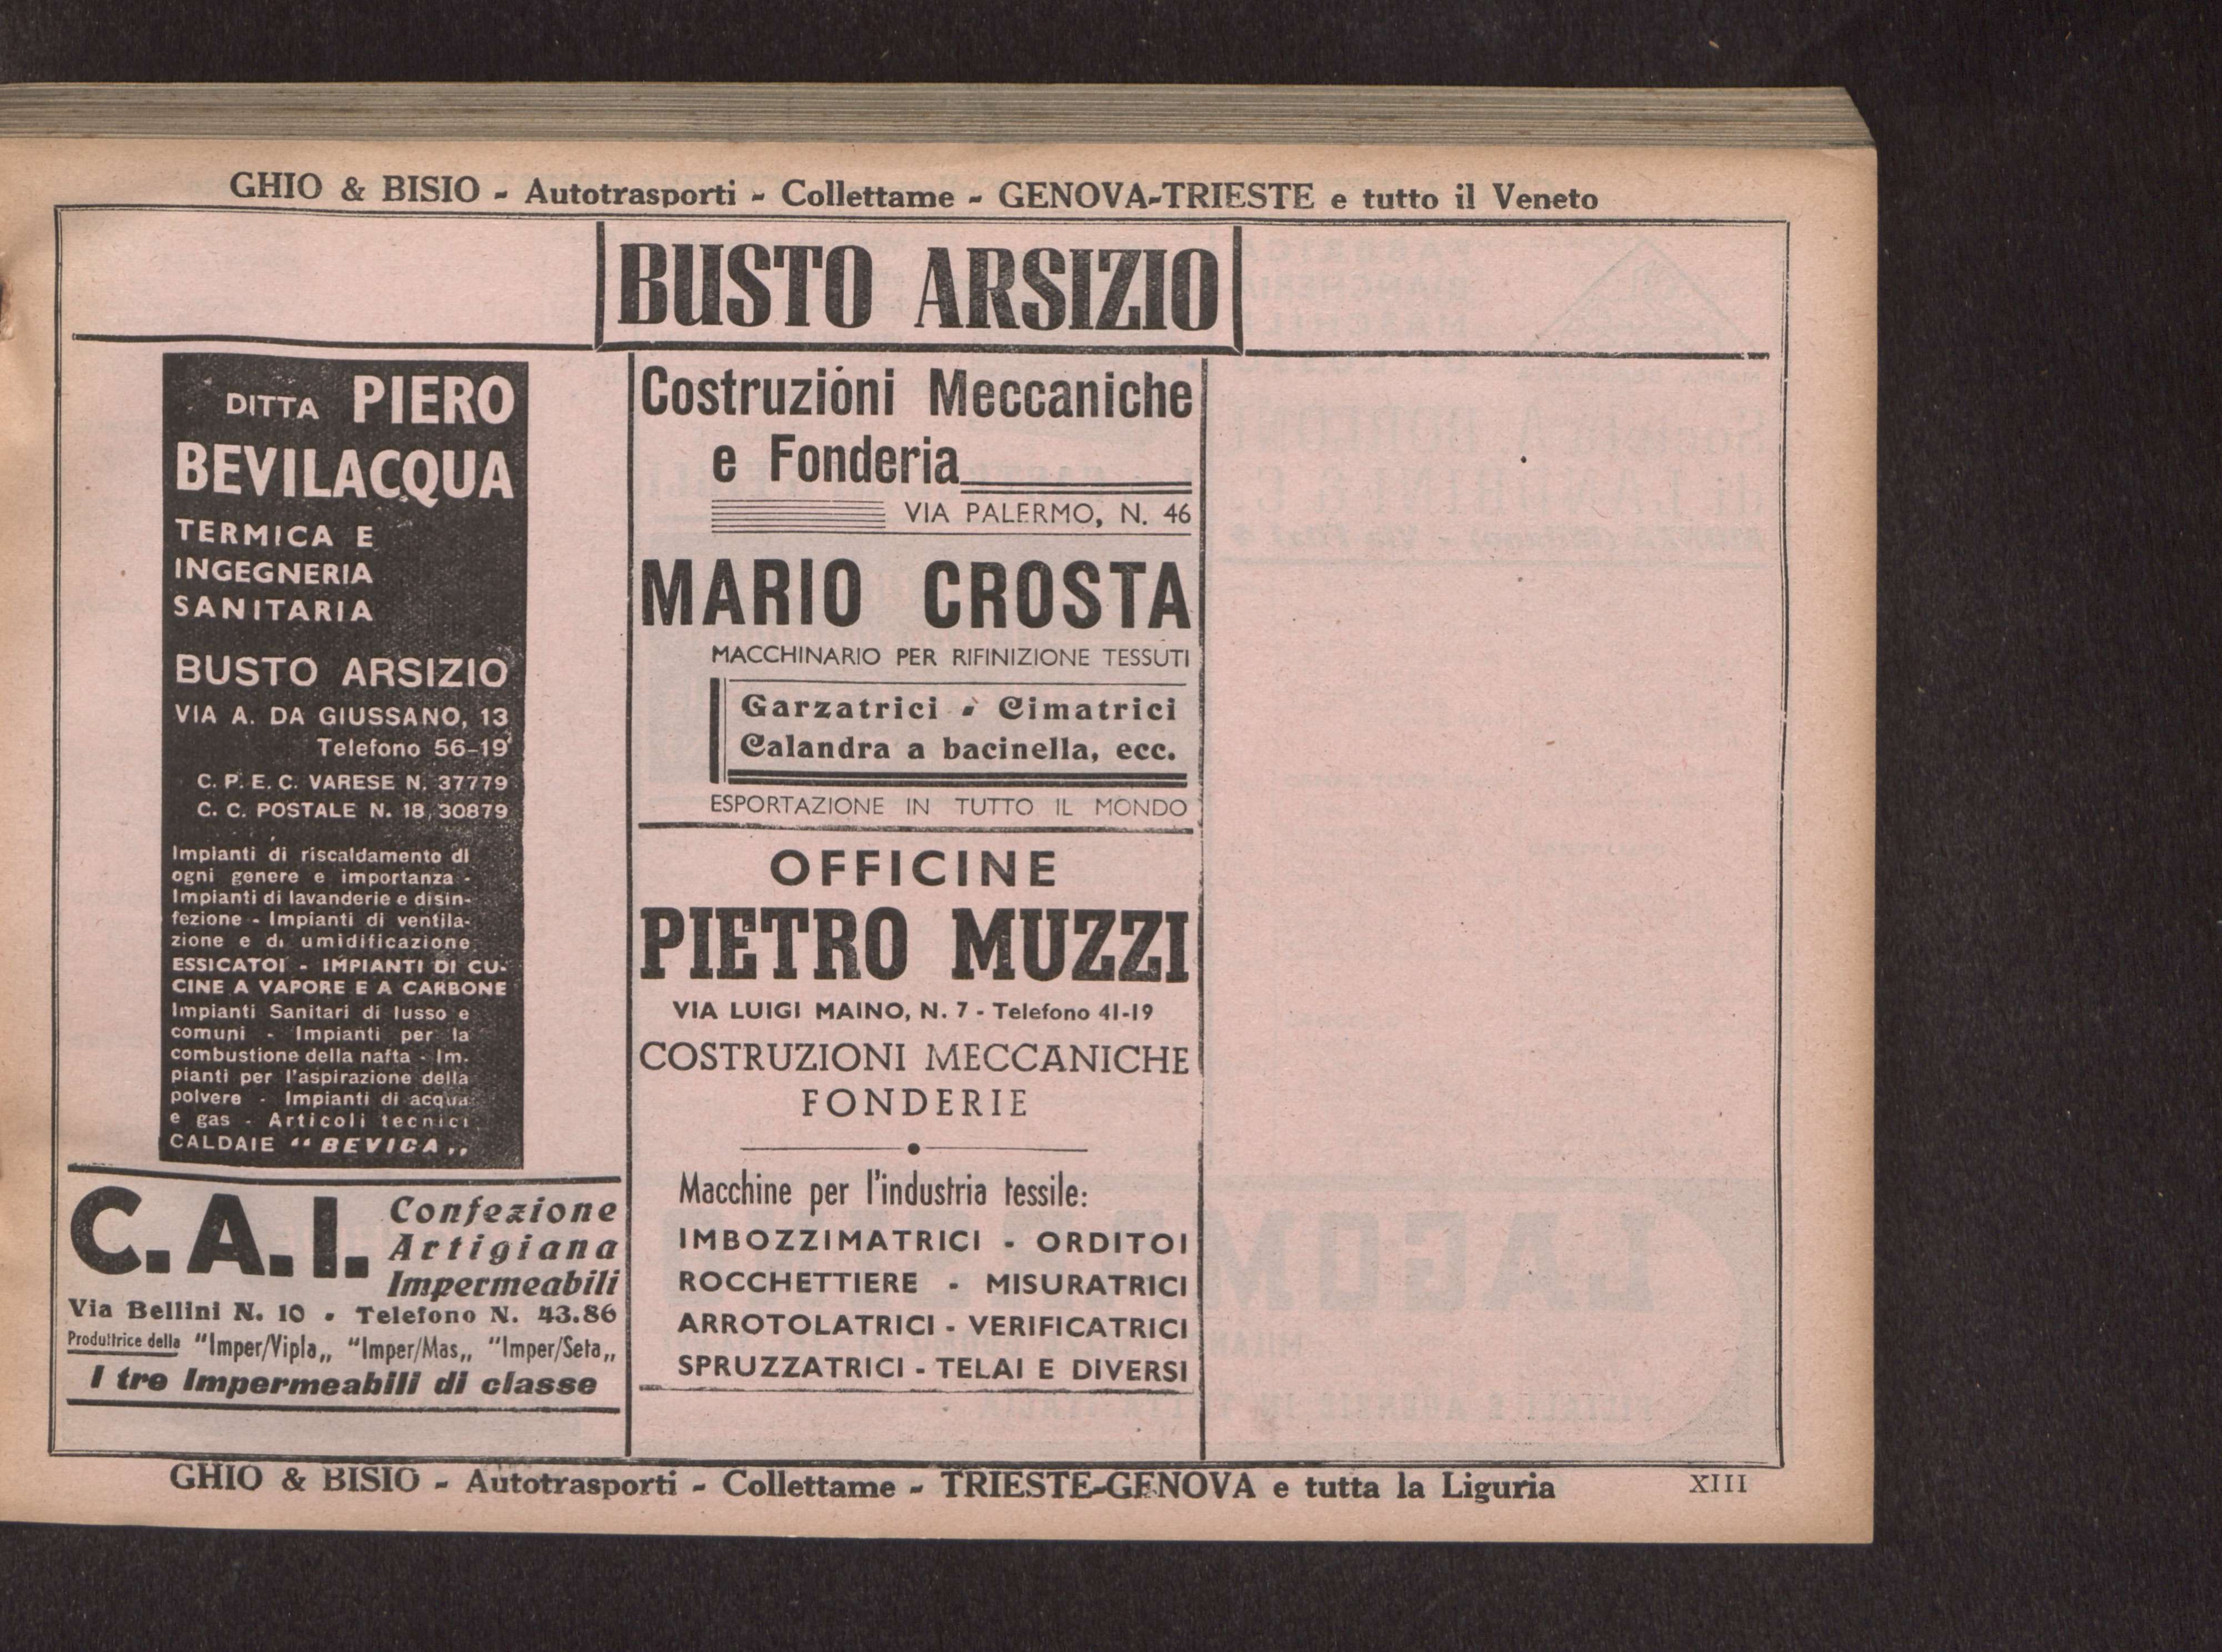 GHIO & BISIO - Autotrasporti - Collettame - GENOVA-TRIESTE e tutto il Veneto
BUSTO ARSIZIO
DITTA PIERO
BEVILACQUA
TERMICA E
INGEGNERIA
SANITARIA
BUSTO ARSIZIO
VIA A. DA GIUSSANO, 13
Telefono 56-19
C. P. E. C. VARESE N. 37779
C. C. POSTALE N. 18/30879
Impianti di riscaldamento di
ogni genere e importanza -
Impianti di lavanderie e disin-
fezione - Impianti di ventila-
zione e di umidificazione
ESSICATOI - IMPIANTI DI CU-
CINE A VAPORE E A CARBONE
Impianti Sanitari di lusso e
comuni - Impianti per la
combustione della nafta - Im-
pianti per l'aspirazione della
polvere - Impianti di acqua
e gas - Articoli tecnici
CALDAIE “BEVICA„
C.A.I. Confezione
Artigiana
Impermeabili
Via Bellini N. 10 - Telefono N. 43.86
Produttrice della “Imper/Vipla„ “Imper/Mas„ “Imper/Seta„
I tre Impermeabili di classe
Costruzioni Meccaniche
e Fonderia
VIA PALERMO, N. 46
MARIO CROSTA
MACCHINARIO PER RIFINIZIONE TESSUTI
Garzatrici - Cimatrici
Calandra a bacinella, ecc.
ESPORTAZIONE IN TUTTO IL MONDO
OFFICINE
PIETRO MUZZI
VIA LUIGI MAINO, N. 7 - Telefono 41-19
COSTRUZIONI MECCANICHE
FONDERIE
Macchine per l'industria tessile:
IMBOZZIMATRICI - ORDITOI
ROCCHETTIERE - MISURATRICI
ARROTOLATRICI - VERIFICATRICI
SPRUZZATRICI - TELAI E DIVERSI
GHIO & BISIO - Autotrasporti - Collettame - TRIESTE-GENOVA e tutta la Liguria
XIII